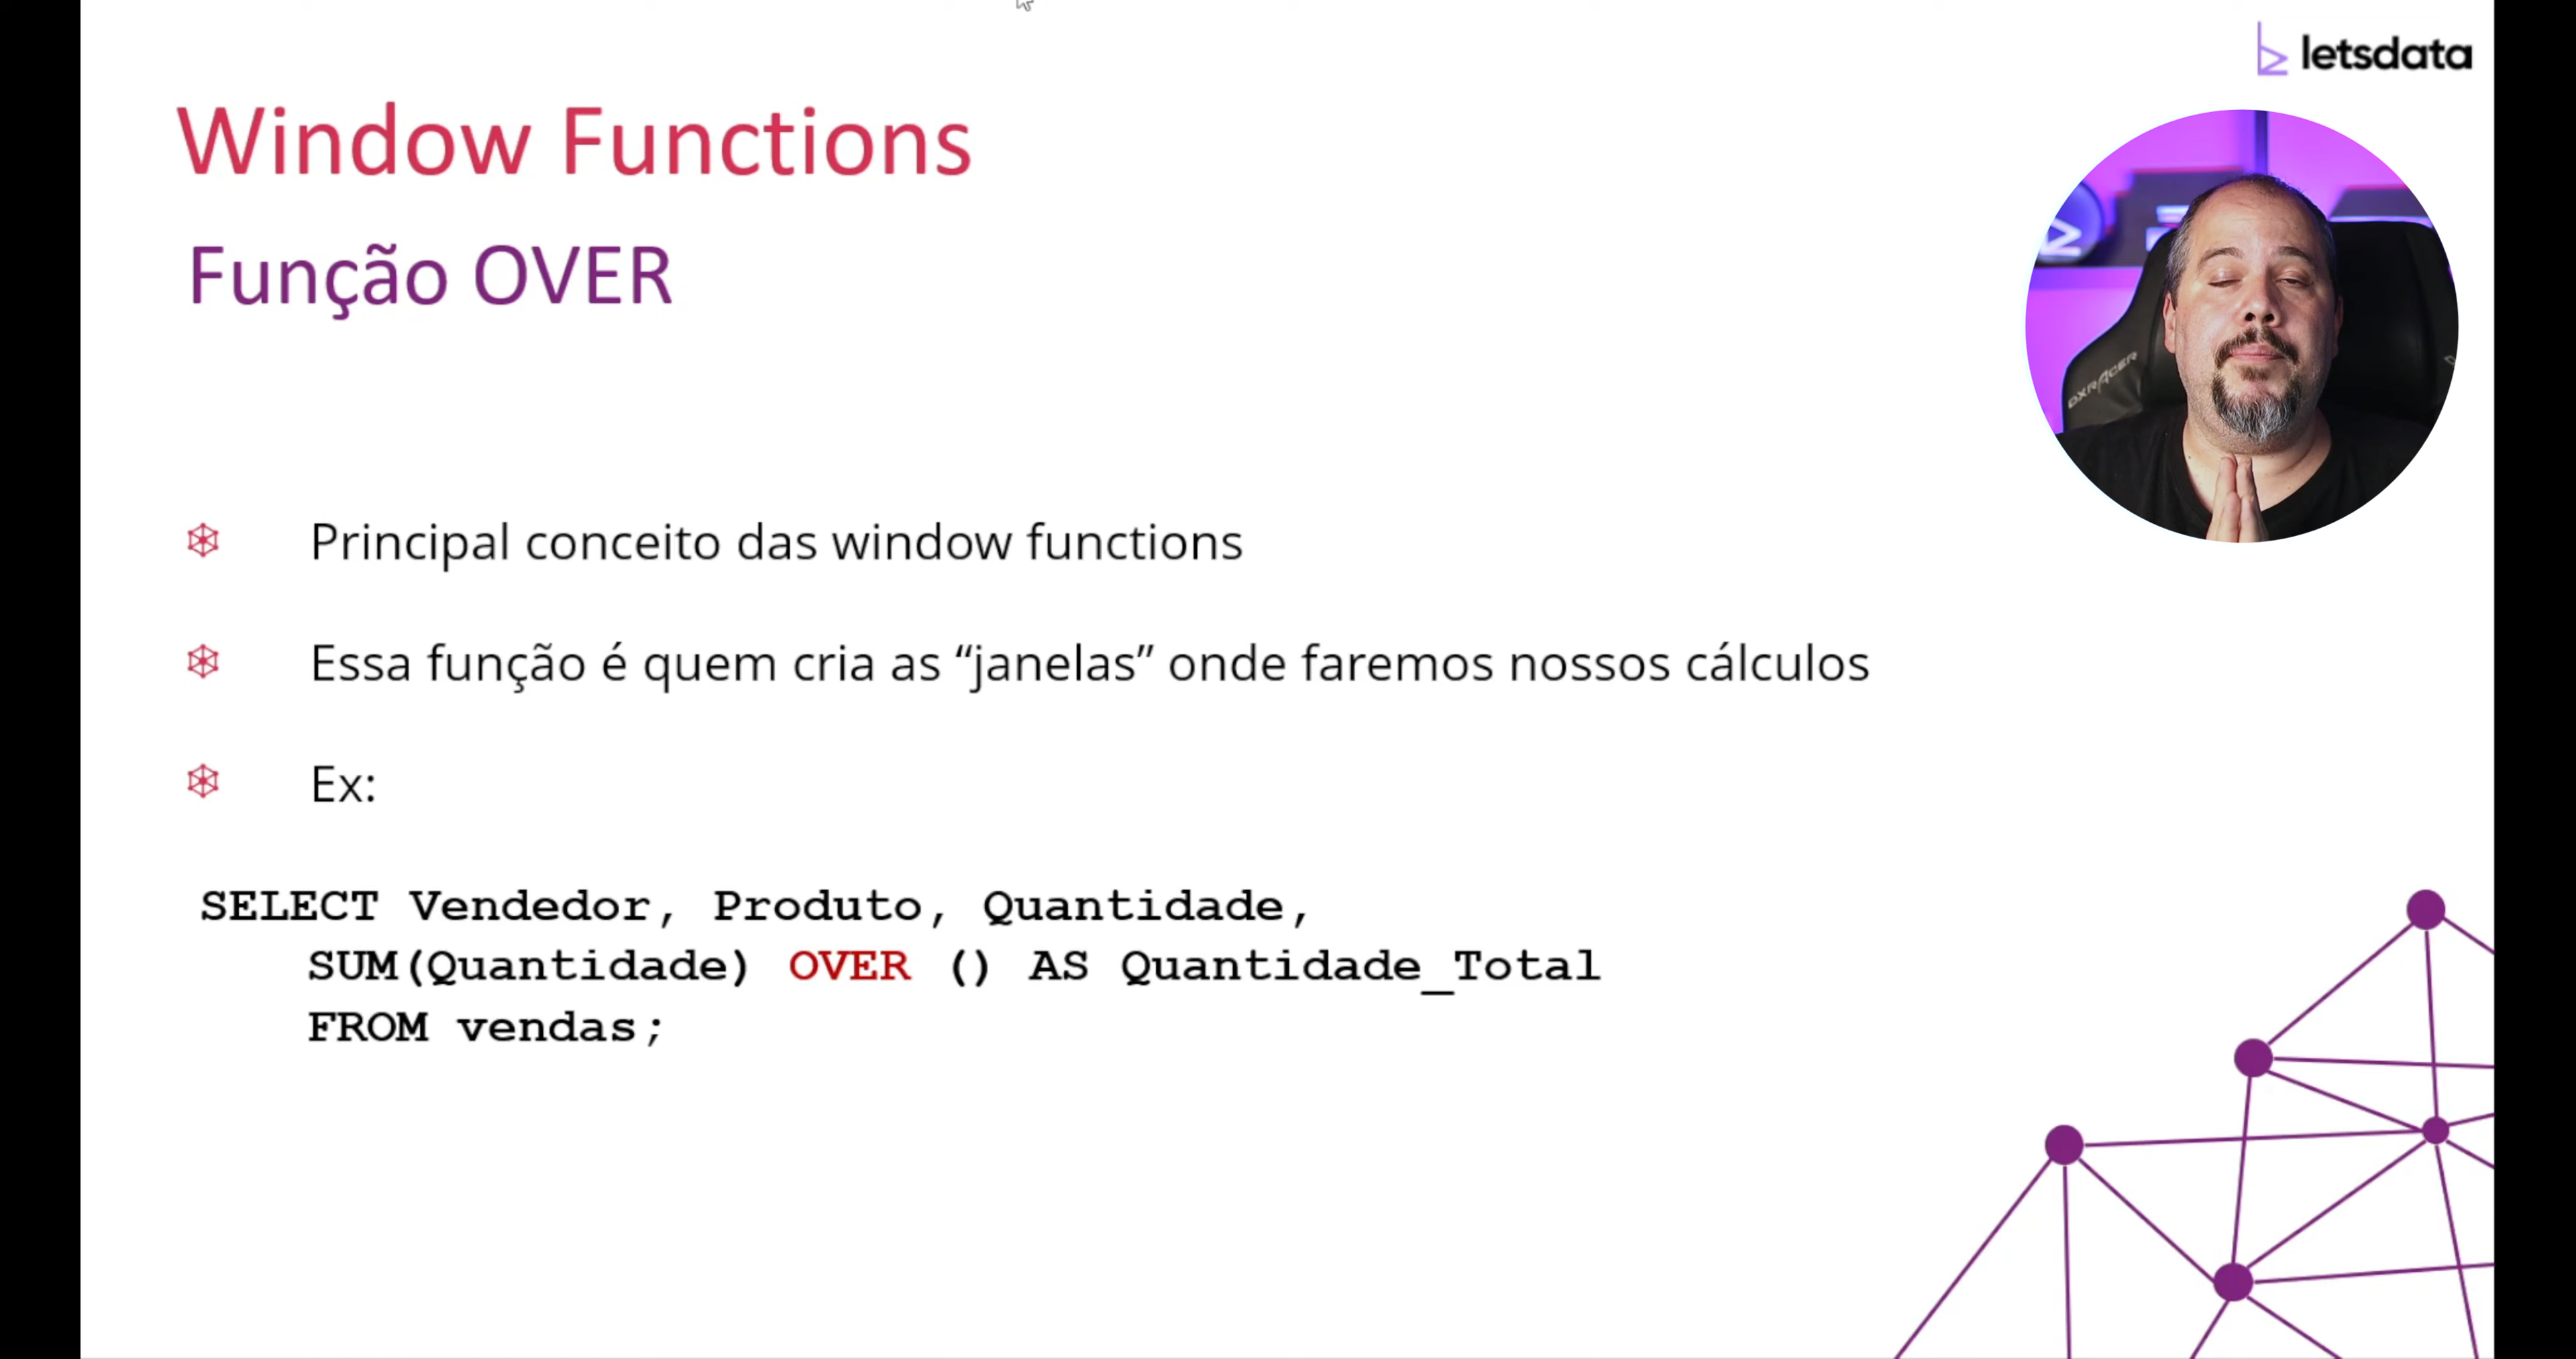 letsdata
Window Functions
Função OVER
DXRACER
Principal conceito das window functions
Essa função é quem cria as “janelas” onde faremos nossos cálculos
Ex:
SELECT Vendedor, Produto, Quantidade,
SUM(Quantidade) OVER () AS Quantidade_Total
FROM vendas;